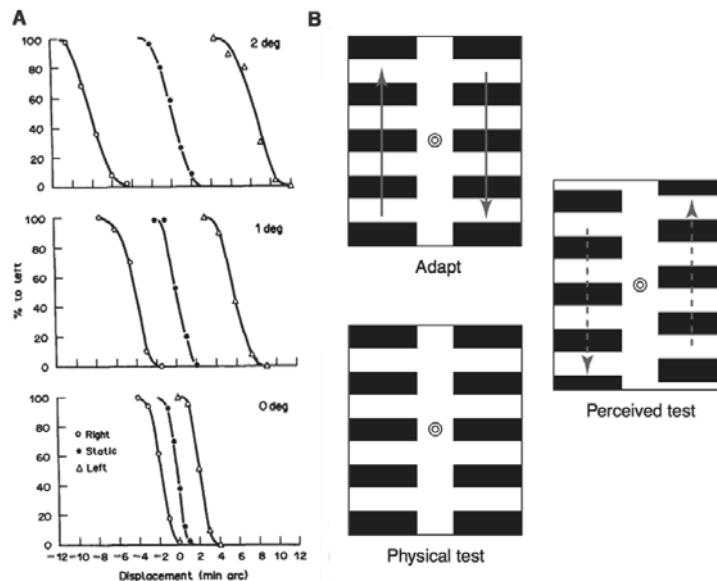 A
B
2 deg
100
80
60
40
20
0
1 deg
% to left
100
80
60
40
20
0
0 deg
100
80
60
40
20
0
Right
Static
Left
−12 −10 −8 −6 −4 −2 0 2 4 6 8 10 12
Displacement (min arc)
Adapt
Physical test
Perceived test